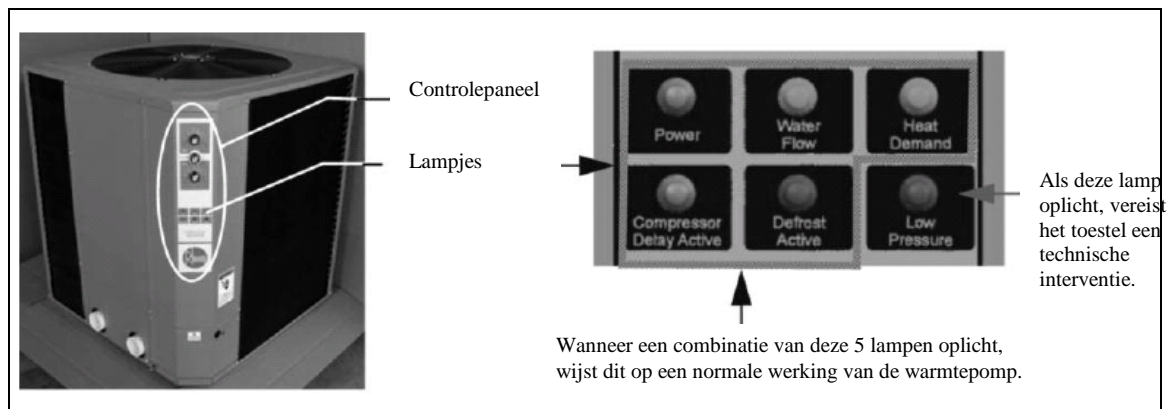 Controlepaneel
Lampjes
Power
Water
Flow
Heat
Demand
Compressor
Delay Active
Defrost
Active
Low
Pressure
Als deze lamp
oplicht, vereist
het toestel een
technische
interventie.
Wanneer een combinatie van deze 5 lampen oplicht,
wijst dit op een normale werking van de warmtepomp.